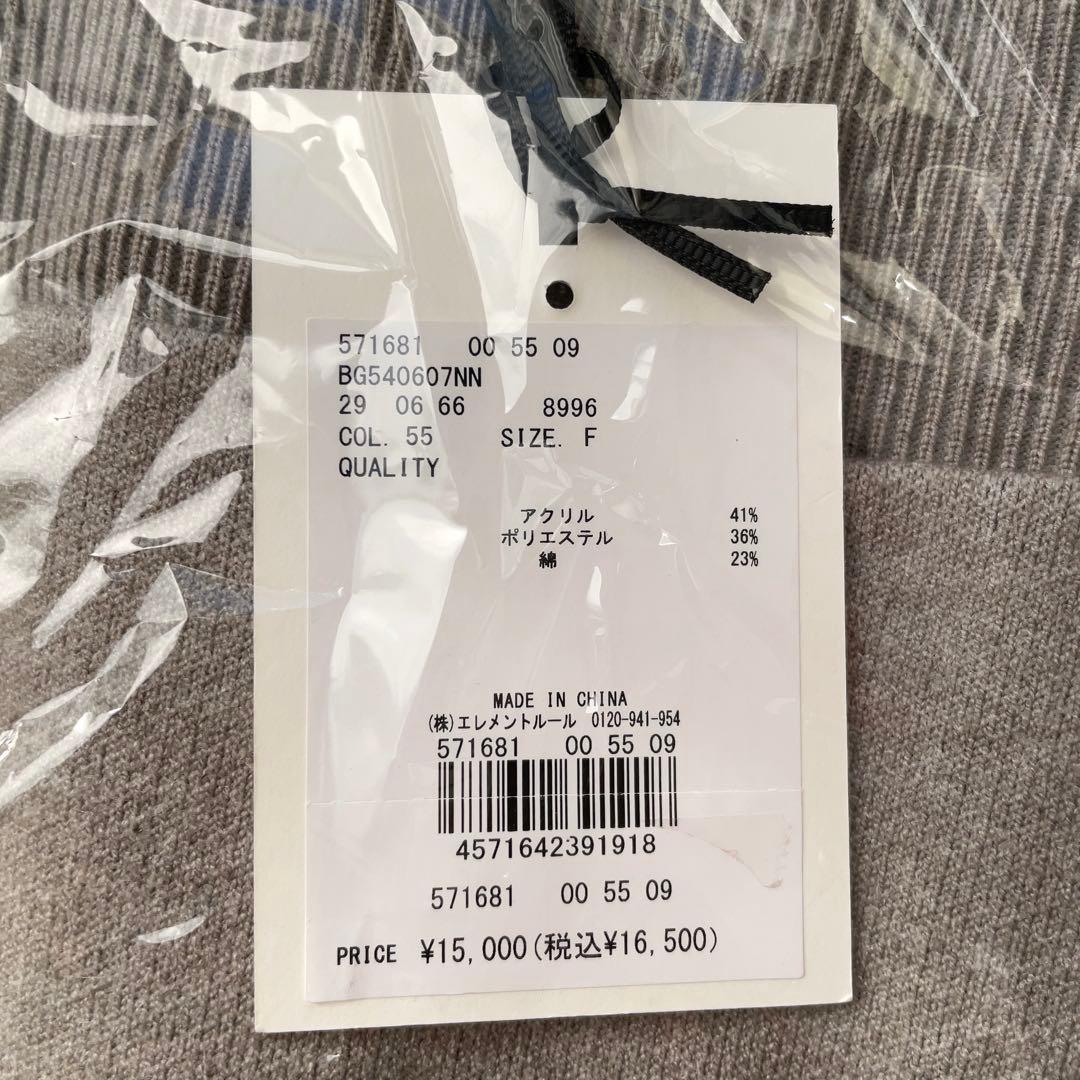 571681 00 55 09
BG540607NN
29 06 66 8996
COL. 55 SIZE. F
QUALITY
アクリル 41%
ポリエステル 36%
綿 23%
MADE IN CHINA
(株)エレメントルール 0120-941-954
571681 00 55 09
4571642391918
571681 00 55 09
PRICE ¥15,000(税込¥16,500)